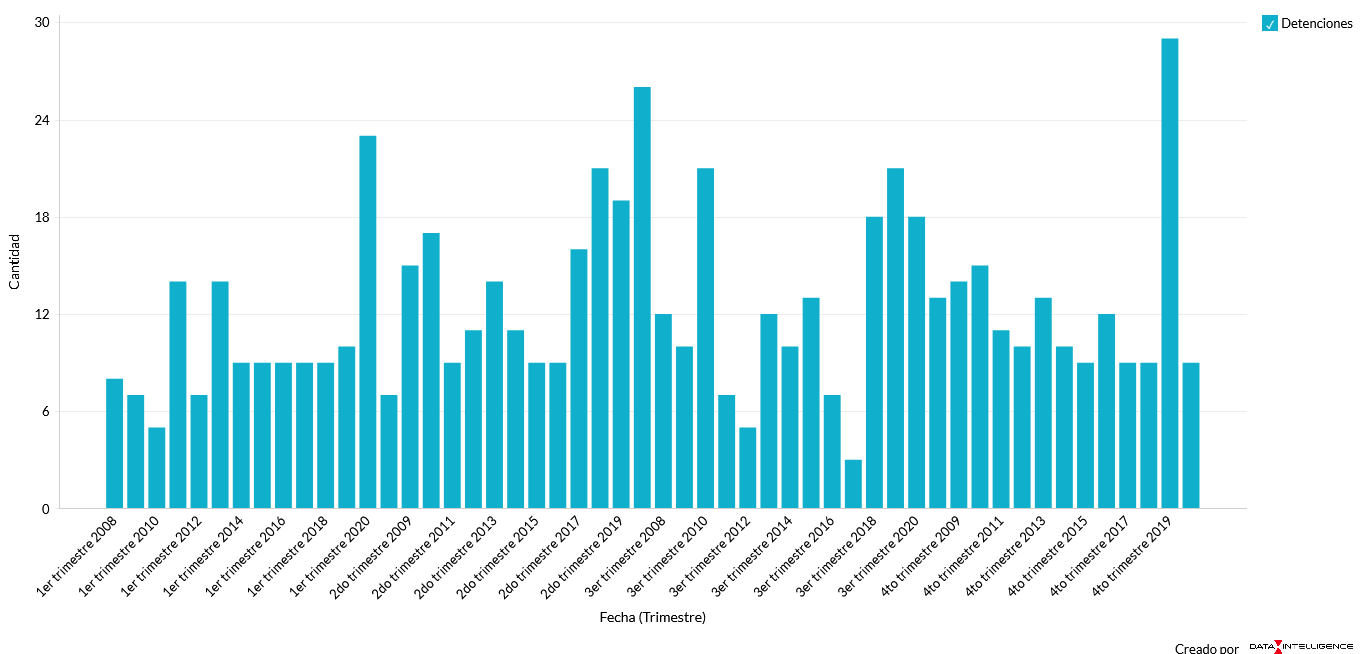 Detenciones
30
24
18
12
6
0
Cantidad
1er trimestre 2008
1er trimestre 2010
1er trimestre 2012
1er trimestre 2014
1er trimestre 2016
1er trimestre 2018
1er trimestre 2020
2do trimestre 2009
2do trimestre 2011
2do trimestre 2013
2do trimestre 2015
2do trimestre 2017
2do trimestre 2019
3er trimestre 2008
3er trimestre 2010
3er trimestre 2012
3er trimestre 2014
3er trimestre 2016
3er trimestre 2018
3er trimestre 2020
4to trimestre 2009
4to trimestre 2011
4to trimestre 2013
4to trimestre 2015
4to trimestre 2017
4to trimestre 2019
Fecha (Trimestre)
Creado por DATA INTELLIGENCE